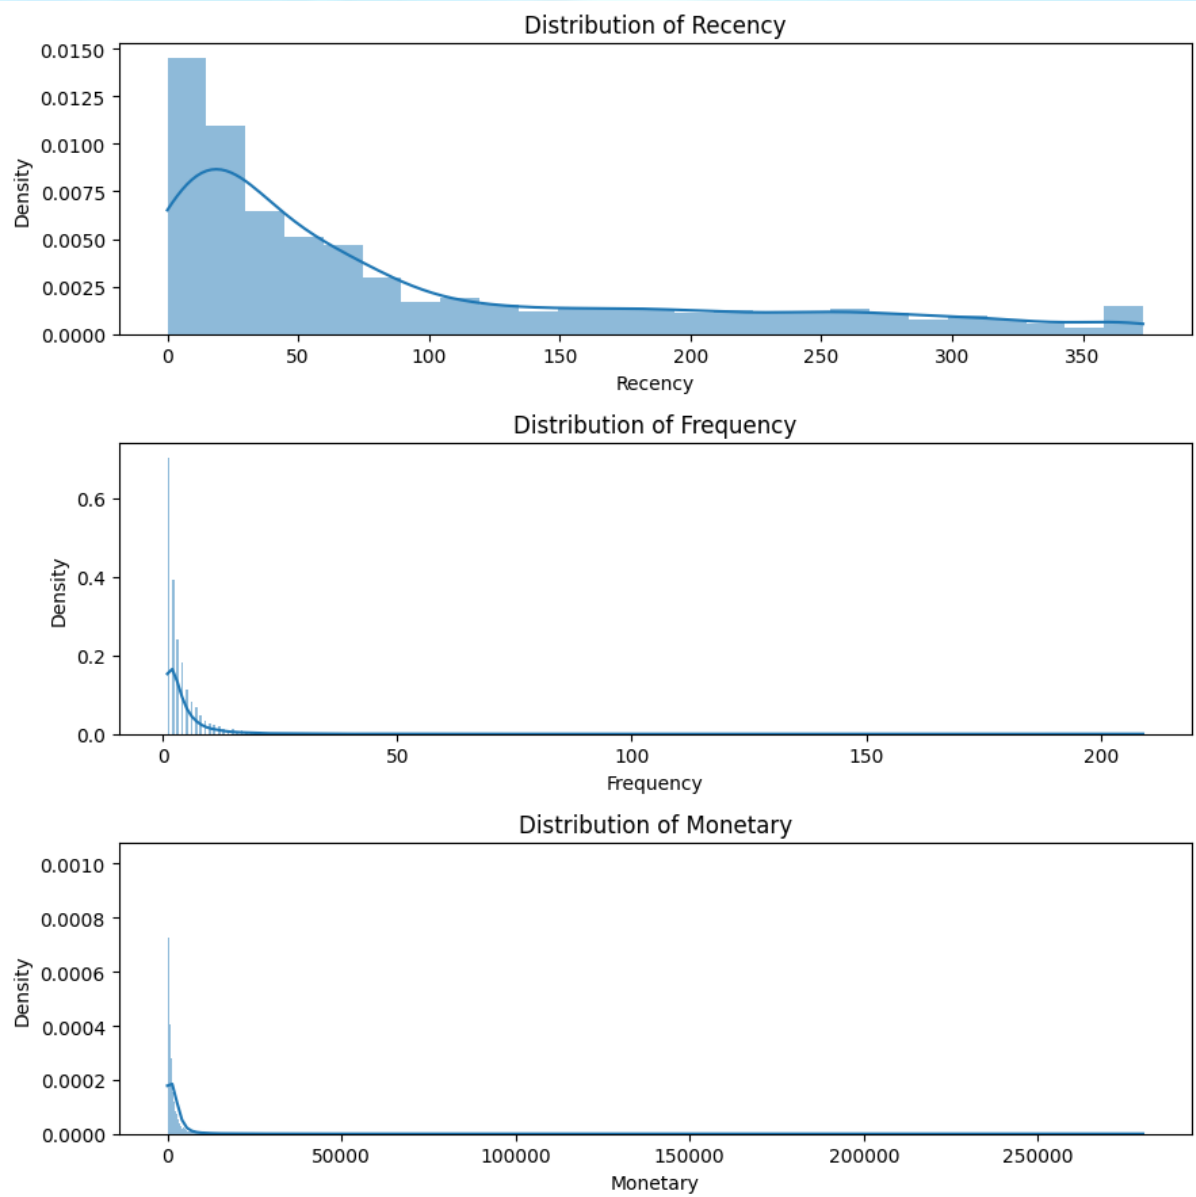 Distribution of Recency
0.0150
0.0125
0.0100
0.0075
0.0050
0.0025
0.0000
Density
0 50 100 150 200 250 300 350
Recency
Distribution of Frequency
0.6
0.4
0.2
0.0
Density
0 50 100 150 200
Frequency
Distribution of Monetary
0.0010
0.0008
0.0006
0.0004
0.0002
0.0000
Density
0 50000 100000 150000 200000 250000
Monetary